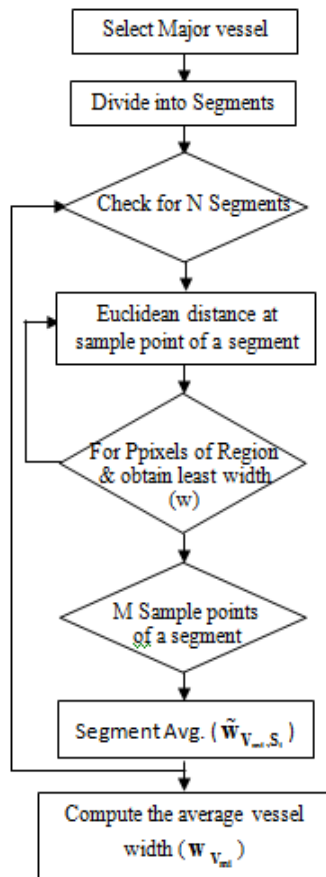 Select Major vessel
Divide into Segments
Check for N Segments
Euclidean distance at
sample point of a segment
For Ppixels of Region
& obtain least width
(w)
M Sample points
of a segment
Segment Avg. ( w̃ )
Compute the average vessel
width ( w )